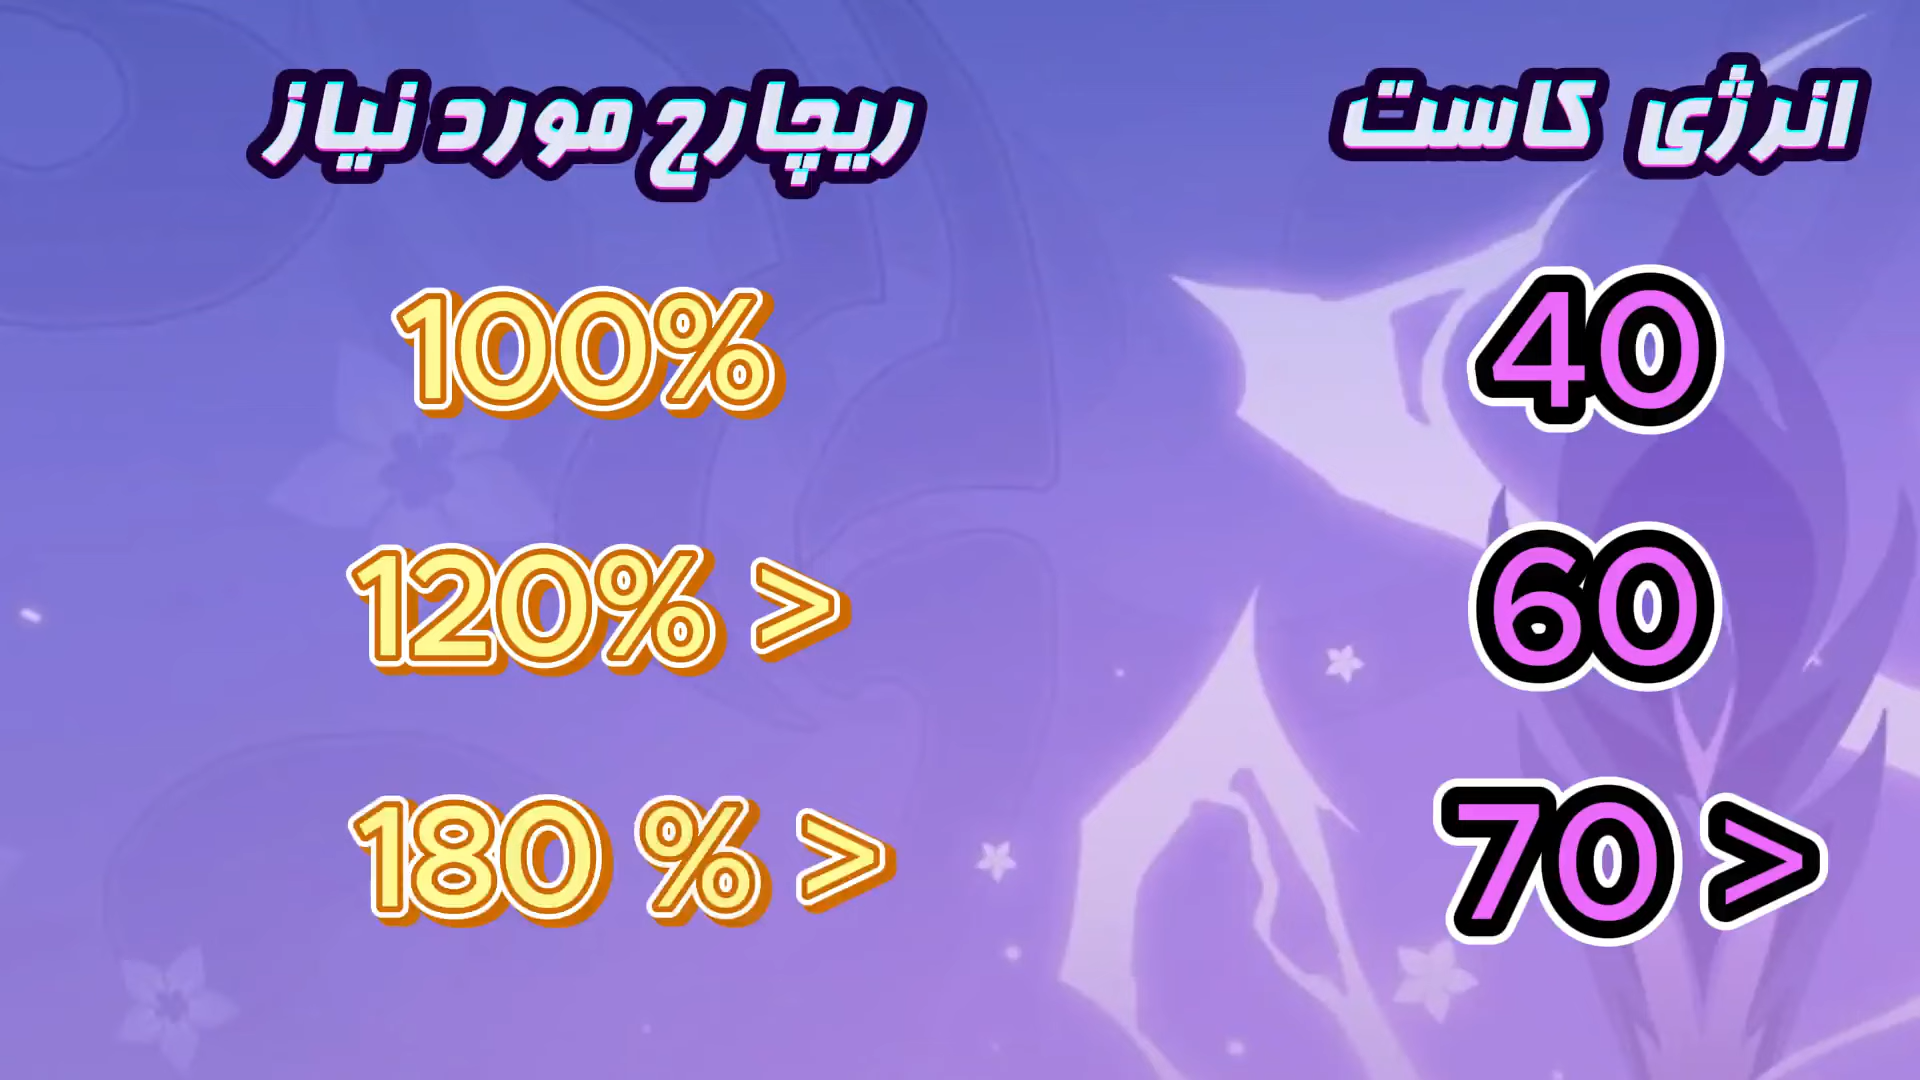 انرژی کاست ریچارج مورد نیاز
40 100%
60 120% >
70 > 180 % >